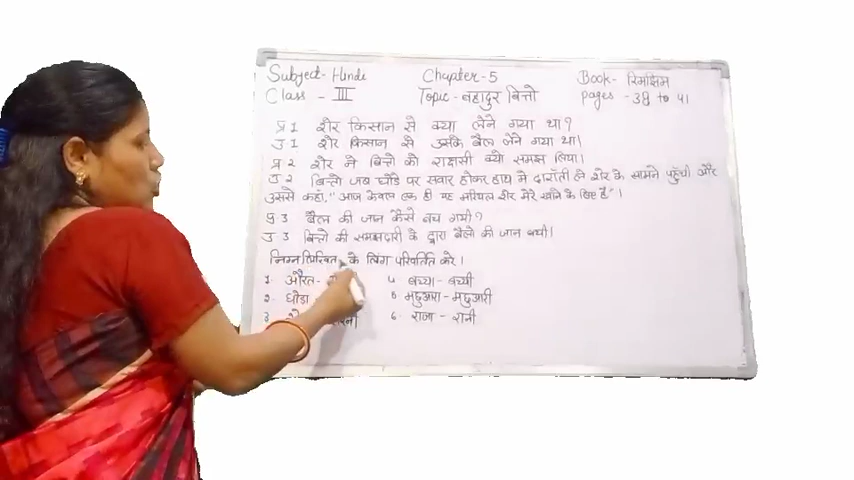 Subject- Hindi Chapter-5 Book- रिमझिम
Class - III Topic- बहादुर बित्तो pages - 38 to 41
प्र 1 शेर किसान से क्या लेने गया था?
उ 1 शेर किसान से उसके बैल लेने गया था।
प्र 2 शेर ने बित्तो को राक्षसी क्यो समझ लिया।
उ 2 बित्तो जब घोडे पर सवार होकर हाथ मे दाराँती ले शेर के सामने पहुँची और
उससे कहा, "आज केवल एक ही यह मरियल शेर मेरे खाने के लिए है"।
प्र 3 बैल की जान कैसे बच गयी?
उ 3 बित्तो की समझदारी के द्वारा बैलो की जान बची।
निम्नलिखित के लिंग परिवर्तित करे।
1 औरत- 4 बच्चा - बच्ची
2 घोडा 5 मछुआरा - मछुआरी
3 6 राजा - रानी